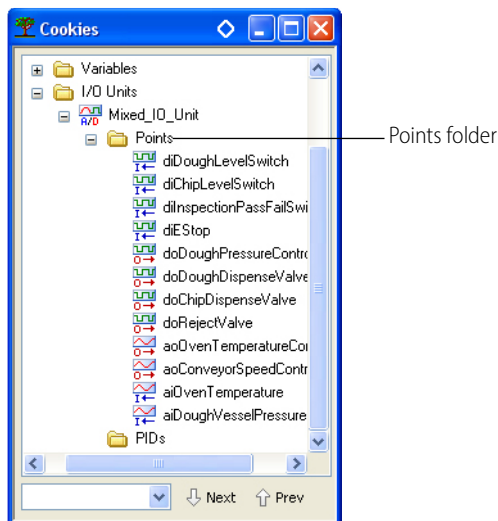 Cookies
Variables
I/O Units
A/D Mixed_IO_Unit
Points
Points folder
I diDoughLevelSwitch
I diChipLevelSwitch
I diInspectionPassFailSwi
I diEStop
O doDoughPressureContro
O doDoughDispenseValve
O doChipDispenseValve
O doRejectValve
O aoOvenTemperatureCor
O aoConveyorSpeedContr
I aiOvenTemperature
I aiDoughVesselPressure
PIDs
Next Prev